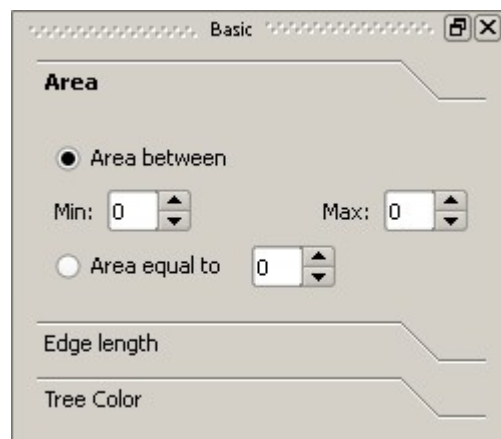 Basic
Area
Area between
Min: 0 Max: 0
Area equal to 0
Edge length
Tree Color